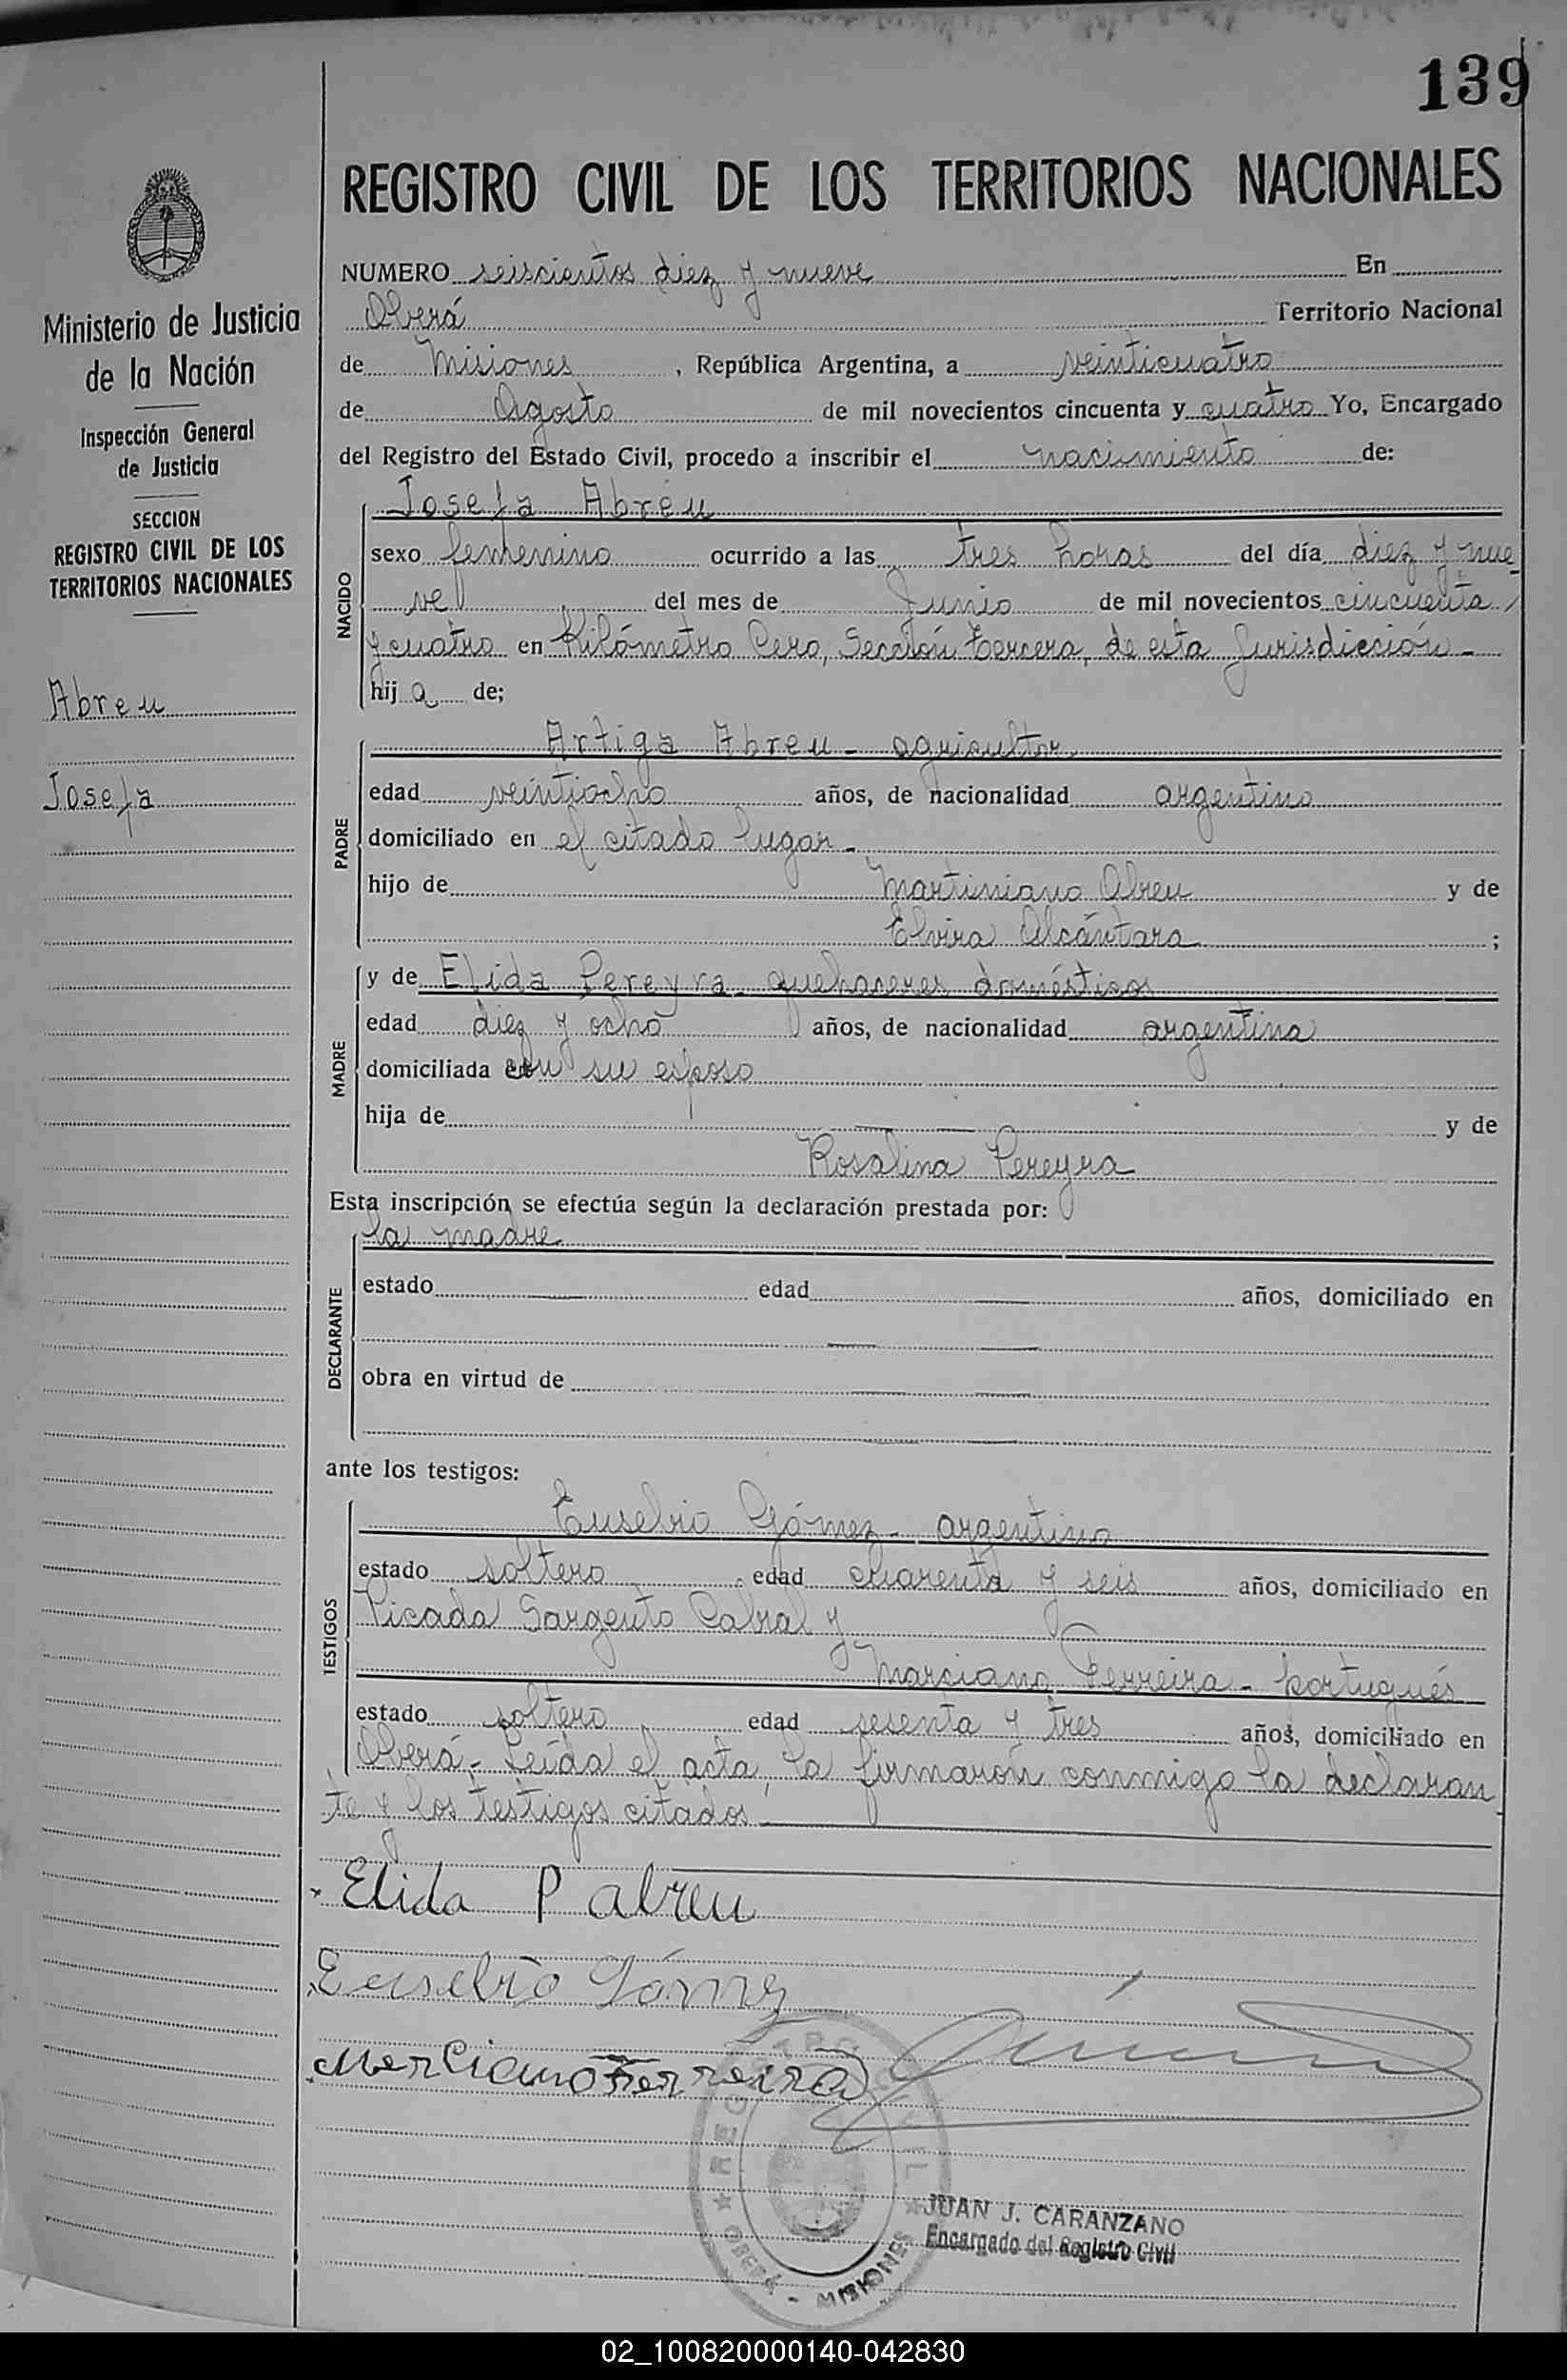 139
REGISTRO CIVIL DE LOS TERRITORIOS NACIONALES
Ministerio de Justicia
de la Nación
Inspección General
de Justicia
SECCION
REGISTRO CIVIL DE LOS
TERRITORIOS NACIONALES
Abreu
Josefa
NUMERO seiscientos diez y nueve En
Oberá Territorio Nacional
de Misiones, República Argentina, a veinticuatro
de Agosto de mil novecientos cincuenta y cuatro Yo, Encargado
del Registro del Estado Civil, procedo a inscribir el nacimiento de:
NACIDO
Josefa Abreu
sexo femenino ocurrido a las tres horas del día diez y nue-
ve del mes de Junio de mil novecientos cincuenta
y cuatro en Kilómetro Cero, Sección tercera, de esta Jurisdicción-
hija de;
PADRE
Artiga Abreu - agricultor
edad veintiocho años, de nacionalidad argentino
domiciliado en el citado lugar-
hijo de Martiniano Abreu y de
Elvira Alcántara ;
MADRE
y de Elida Pereyra- quehaceres domésticos
edad diez y ocho años, de nacionalidad argentina
domiciliada con su esposo
hija de — y de
Rosalina Pereyra
Esta inscripción se efectúa según la declaración prestada por:
DECLARANTE
la madre
estado — edad — años, domiciliado en
— —
obra en virtud de — —
—
ante los testigos:
TESTIGOS
Eusebio Gómez- argentino
estado soltero edad cuarenta y seis años, domiciliado en
Picada Sargento Cabral y
Marciano Ferreira- portugués
estado soltero edad sesenta y tres años, domiciliado en
Oberá- Leída el acta, la firmaron conmigo la declaran
te y los testigos citados
Elida P abreu
Eusebio Gómez
Merciano Ferreira
REGISTRO CIVIL
OBERÁ - MISIONES
JUAN J. CARANZANO
Encargado del Registro Civil
02_100820000140-042830